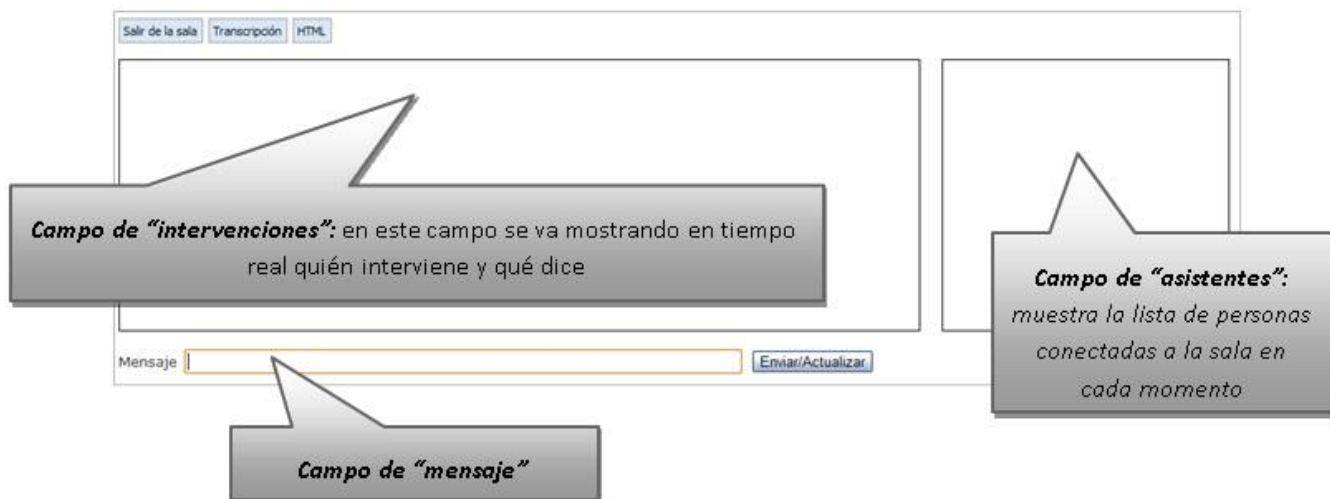 Salir de la sala Transcripción HTML
Campo de “intervenciones”: en este campo se va mostrando en tiempo
real quién interviene y qué dice
Campo de “asistentes”:
muestra la lista de personas
conectadas a la sala en
cada momento
Mensaje Enviar/Actualizar
Campo de “mensaje”